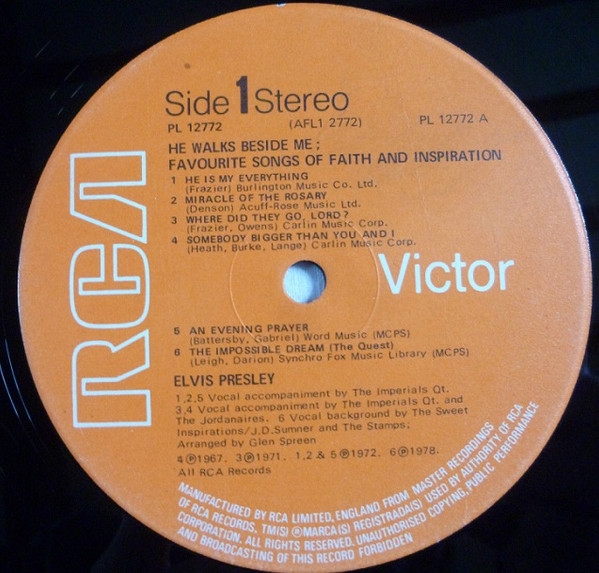 RCA
Side 1 Stereo
PL 12772 (AFL1 2772) PL 12772 A
HE WALKS BESIDE ME;
FAVOURITE SONGS OF FAITH AND INSPIRATION
1 HE IS MY EVERYTHING
(Frazier) Burlington Music Co. Ltd.
2 MIRACLE OF THE ROSARY
(Denson) Acuff-Rose Music Ltd.
3 WHERE DID THEY GO, LORD?
(Frazier, Owens) Carlin Music Corp.
4 SOMEBODY BIGGER THAN YOU AND I
(Heath, Burke, Lange) Carlin Music Corp.
Victor
5 AN EVENING PRAYER
(Battersby, Gabriel) Word Music (MCPS)
6 THE IMPOSSIBLE DREAM (The Quest)
(Leigh, Darion) Synchro Fox Music Library (MCPS)
ELVIS PRESLEY
1,2,5 Vocal accompaniment by The Imperials Qt.
3,4 Vocal accompaniment by The Imperials Qt. and
The Jordanaires. 6 Vocal background by The Sweet
Inspirations/J.D.Sumner and The Stamps;
Arranged by Glen Spreen
4 ℗1967. 3 ℗1971. 1,2 & 5 ℗1972. 6 ℗1978.
All RCA Records
MANUFACTURED BY RCA LIMITED, ENGLAND FROM MASTER RECORDINGS
OF RCA RECORDS. TM(S) ® MARCA(S) REGISTRADA(S) USED BY AUTHORITY OF RCA
CORPORATION. ALL RIGHTS RESERVED. UNAUTHORISED COPYING, PUBLIC PERFORMANCE
AND BROADCASTING OF THIS RECORD FORBIDDEN